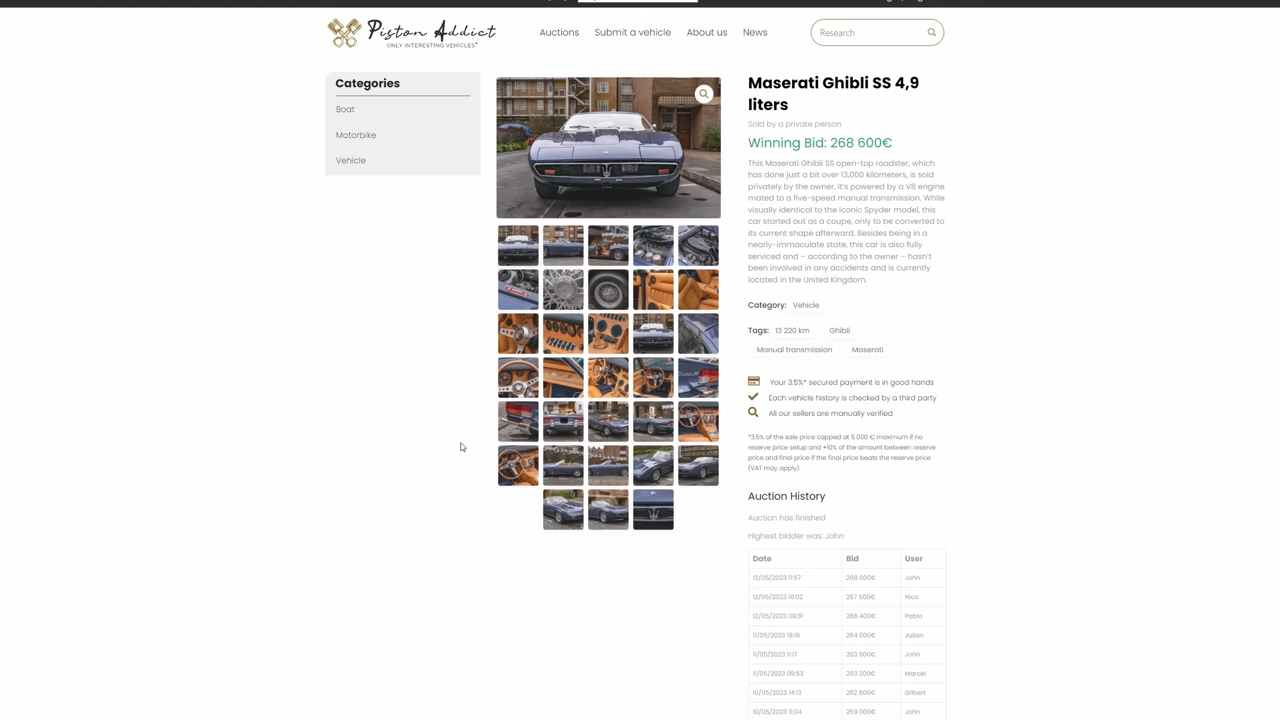 Piston Addict
ONLY INTERESTING VEHICLES*
Auctions
Submit a vehicle
About us
News
Research
Categories
Boat
Motorbike
Vehicle
Maserati Ghibli SS 4,9
liters
Sold by a private person
Winning Bid: 268 600€
This Maserati Ghibli SS open-top roadster, which
has done just a bit over 13,000 kilometers, is sold
privately by the owner. It's powered by a V8 engine
mated to a five-speed manual transmission. While
visually identical to the iconic Spyder model, this
car started out as a coupe, only to be converted to
its current shape afterward. Besides being in a
nearly-immaculate state, this car is also fully
serviced and – according to the owner – hasn't
been involved in any accidents and is currently
located in the United Kingdom.
Category: Vehicle
Tags: 13 220 km Ghibli
Manual transmission Maserati
Your 3.5%* secured payment is in good hands
Each vehicle history is checked by a third party
All our sellers are manually verified
*3,5% of the sale price capped at 5 000 € maximum if no
reserve price setup and +10% of the amount between reserve
price and final price if the final price beats the reserve price
(VAT may apply).
Auction History
Auction has finished
Highest bidder was: John
Date Bid User
12/05/2023 11:57 268 600€ John
12/05/2023 10:02 267 500€ Nico
12/05/2023 09:31 266 400€ Pablo
11/05/2023 18:16 264 000€ Julian
11/05/2023 11:17 263 500€ John
11/05/2023 09:53 263 200€ Marcel
10/05/2023 14:13 262 800€ Gilbert
10/05/2023 11:04 259 000€ John